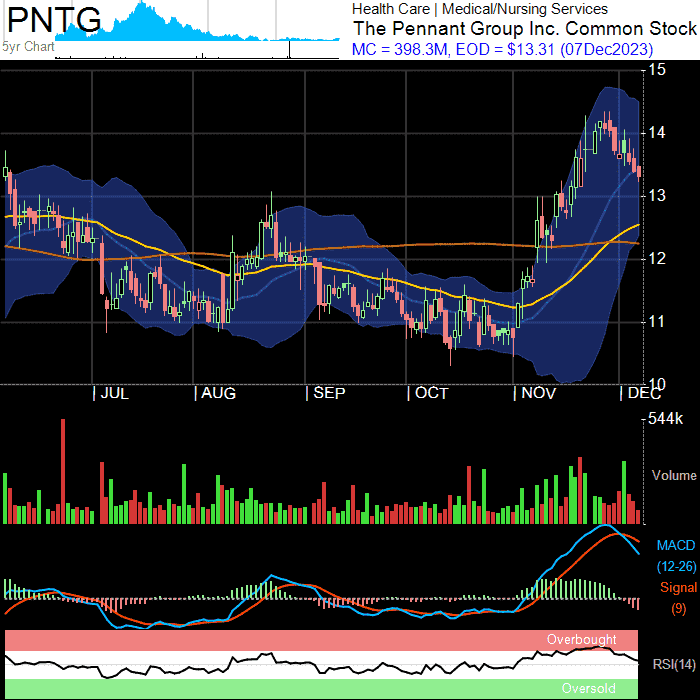 PNTG
5yr Chart
Health Care | Medical/Nursing Services
The Pennant Group Inc. Common Stock
MC = 398.3M, EOD = $13.31 (07Dec2023)
15
14
13
12
11
10
JUL AUG SEP OCT NOV DEC
544k
Volume
MACD
(12-26)
Signal
(9)
Overbought
RSI(14)
Oversold